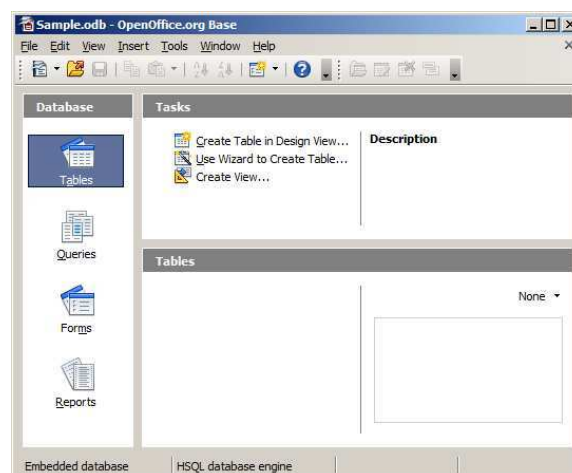 Sample.odb - OpenOffice.org Base
File Edit View Insert Tools Window Help
Database
Tables
Queries
Forms
Reports
Tasks
Create Table in Design View...
Use Wizard to Create Table...
Create View...
Description
Tables
None
Embedded database
HSQL database engine